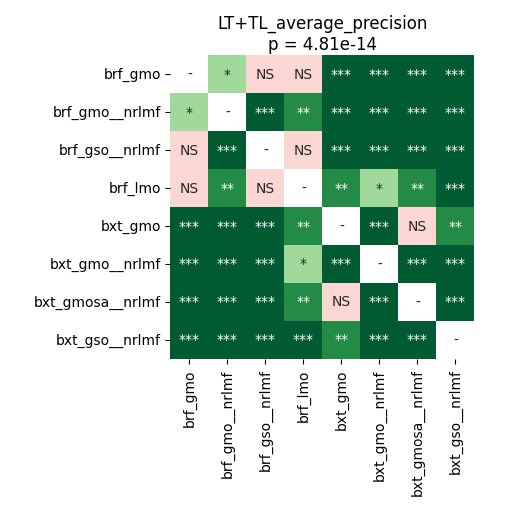 LT+TL_average_precision
p = 4.81e-14
brf_gmo - * NS NS *** *** *** ***
brf_gmo__nrlmf * - *** ** *** *** *** ***
brf_gso__nrlmf NS *** - NS *** *** *** ***
brf_lmo NS ** NS - ** * ** ***
bxt_gmo *** *** *** ** - *** NS **
bxt_gmo__nrlmf *** *** *** * *** - *** ***
bxt_gmosa__nrlmf *** *** *** ** NS *** - ***
bxt_gso__nrlmf *** *** *** *** ** *** *** -
brf_gmo
brf_gmo__nrlmf
brf_gso__nrlmf
brf_lmo
bxt_gmo
bxt_gmo__nrlmf
bxt_gmosa__nrlmf
bxt_gso__nrlmf